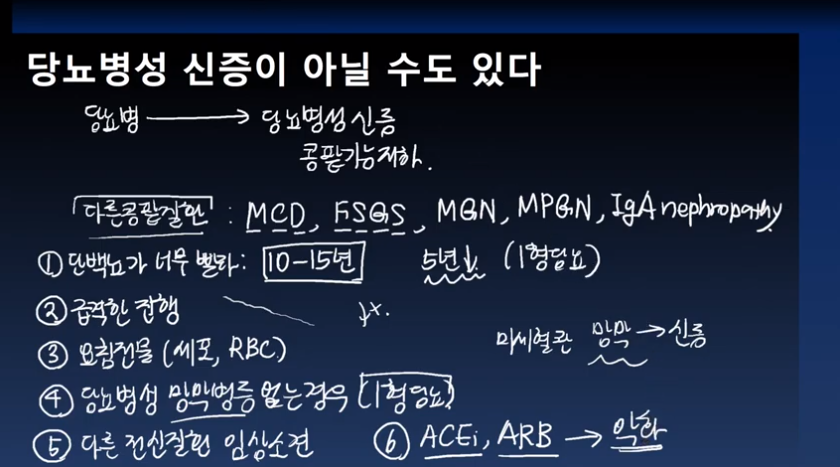 당뇨병성 신증이 아닐 수도 있다
당뇨병 → 당뇨병성신증
콩팥기능저하.
다른콩팥질환 : MCD, FSGS, MGN, MPGN, IgA nephropathy
① 단백뇨가 너무 빨라: 10-15년 5년↓ (1형당뇨)
② 급격한 진행 ↓x.
③ 요침전물 (세포, RBC)
미세혈관 망막 → 신증
④ 당뇨병성 망막병증 없는경우 (1형당뇨)
⑤ 다른 전신질환 임상소견 ⑥ ACEi, ARB → 악화